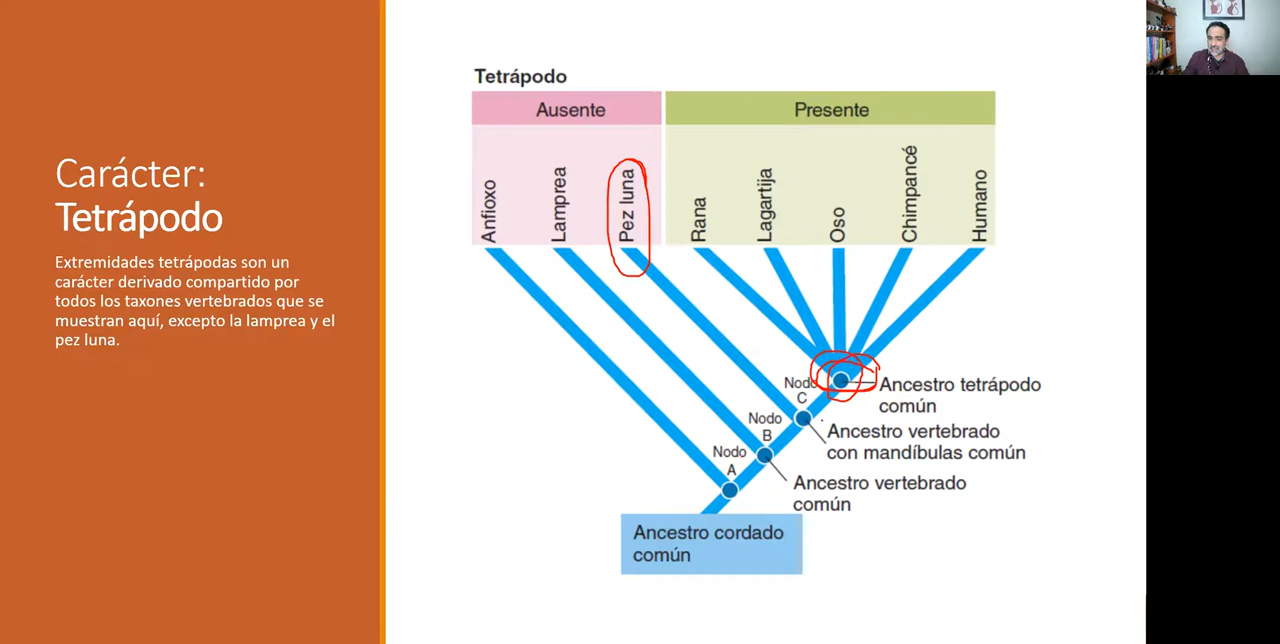 Carácter:
Tetrápodo
Extremidades tetrápodas son un
carácter derivado compartido por
todos los taxones vertebrados que se
muestran aquí, excepto la lamprea y el
pez luna.
Tetrápodo
Ausente
Presente
Anfioxo
Lamprea
Pez luna
Rana
Lagartija
Oso
Chimpancé
Humano
Nodo
C
Ancestro tetrápodo
común
Nodo
B
Ancestro vertebrado
con mandíbulas común
Nodo
A
Ancestro vertebrado
común
Ancestro cordado
común